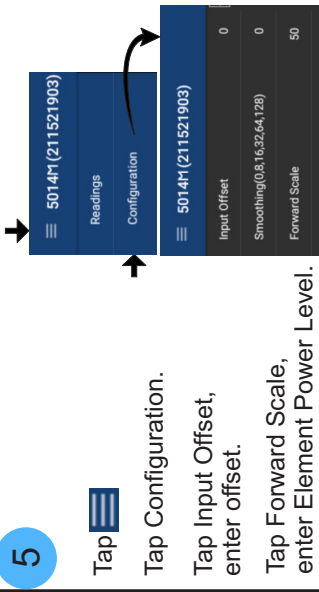 5
Tap
Tap Configuration.
Tap Input Offset,
enter offset.
Tap Forward Scale,
enter Element Power Level.
5014M (211521903)
Readings
Configuration
5014M (211521903)
Input Offset 0
Smoothing(0,8,16,32,64,128) 0
Forward Scale 50